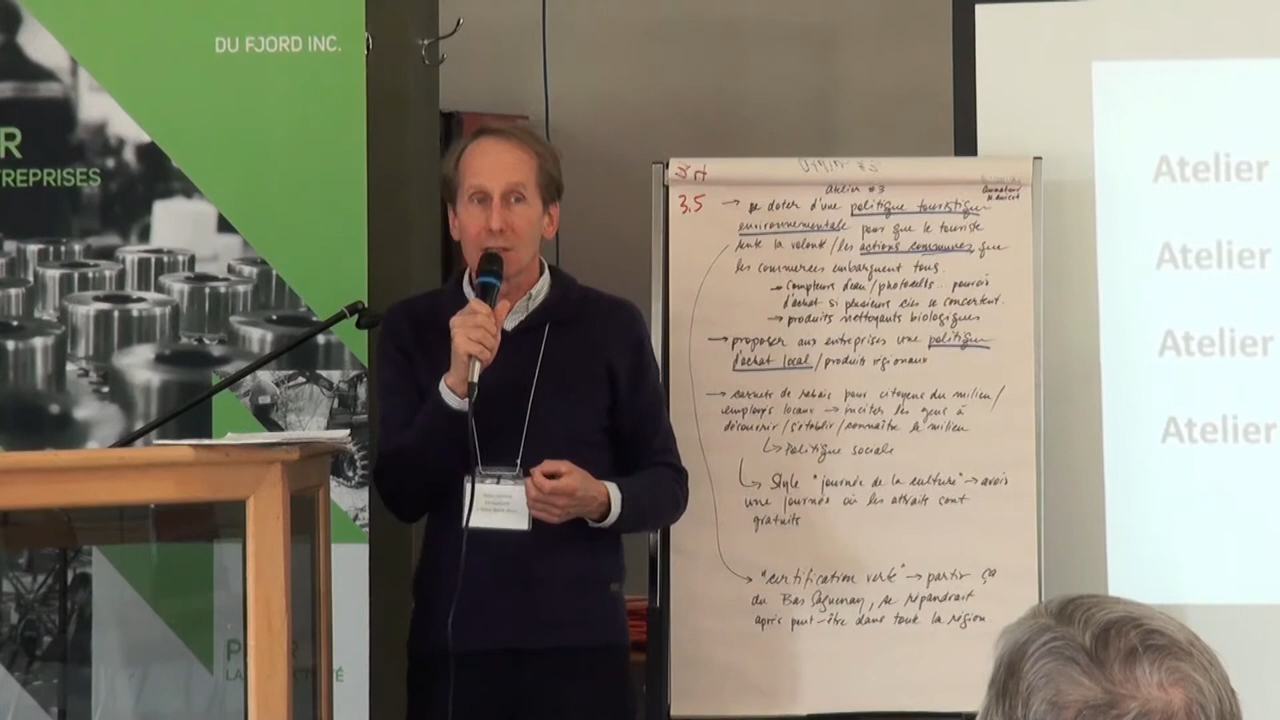 DU FJORD INC.
R
TREPRISES
P
LA
TÉ
3.5
Atelier #3
→ se doter d'une politique touristique
environnementale pour que le touriste
sente la volonté/les actions communes, que
les commerces embarquent tous.
→ compteurs d'eau/photocells... pouvoir
d'achat si plusieurs cies se concertent.
→ produits nettoyants biologiques
→ proposer aux entreprises une politique
d'achat local/produits régionaux
→ carnets de rabais pour citoyens du milieu/
employés locaux → inciter les gens à
découvrir/s'établir/connaître le milieu
↳ Politique sociale
↳ Style "journée de la culture" → avoir
une journée où les attraits sont
gratuits
→ "certification verte" → partir ça
du Bas Saguenay, se répandrait
après peut-être dans toute la région
Atelier
Atelier
Atelier
Atelier